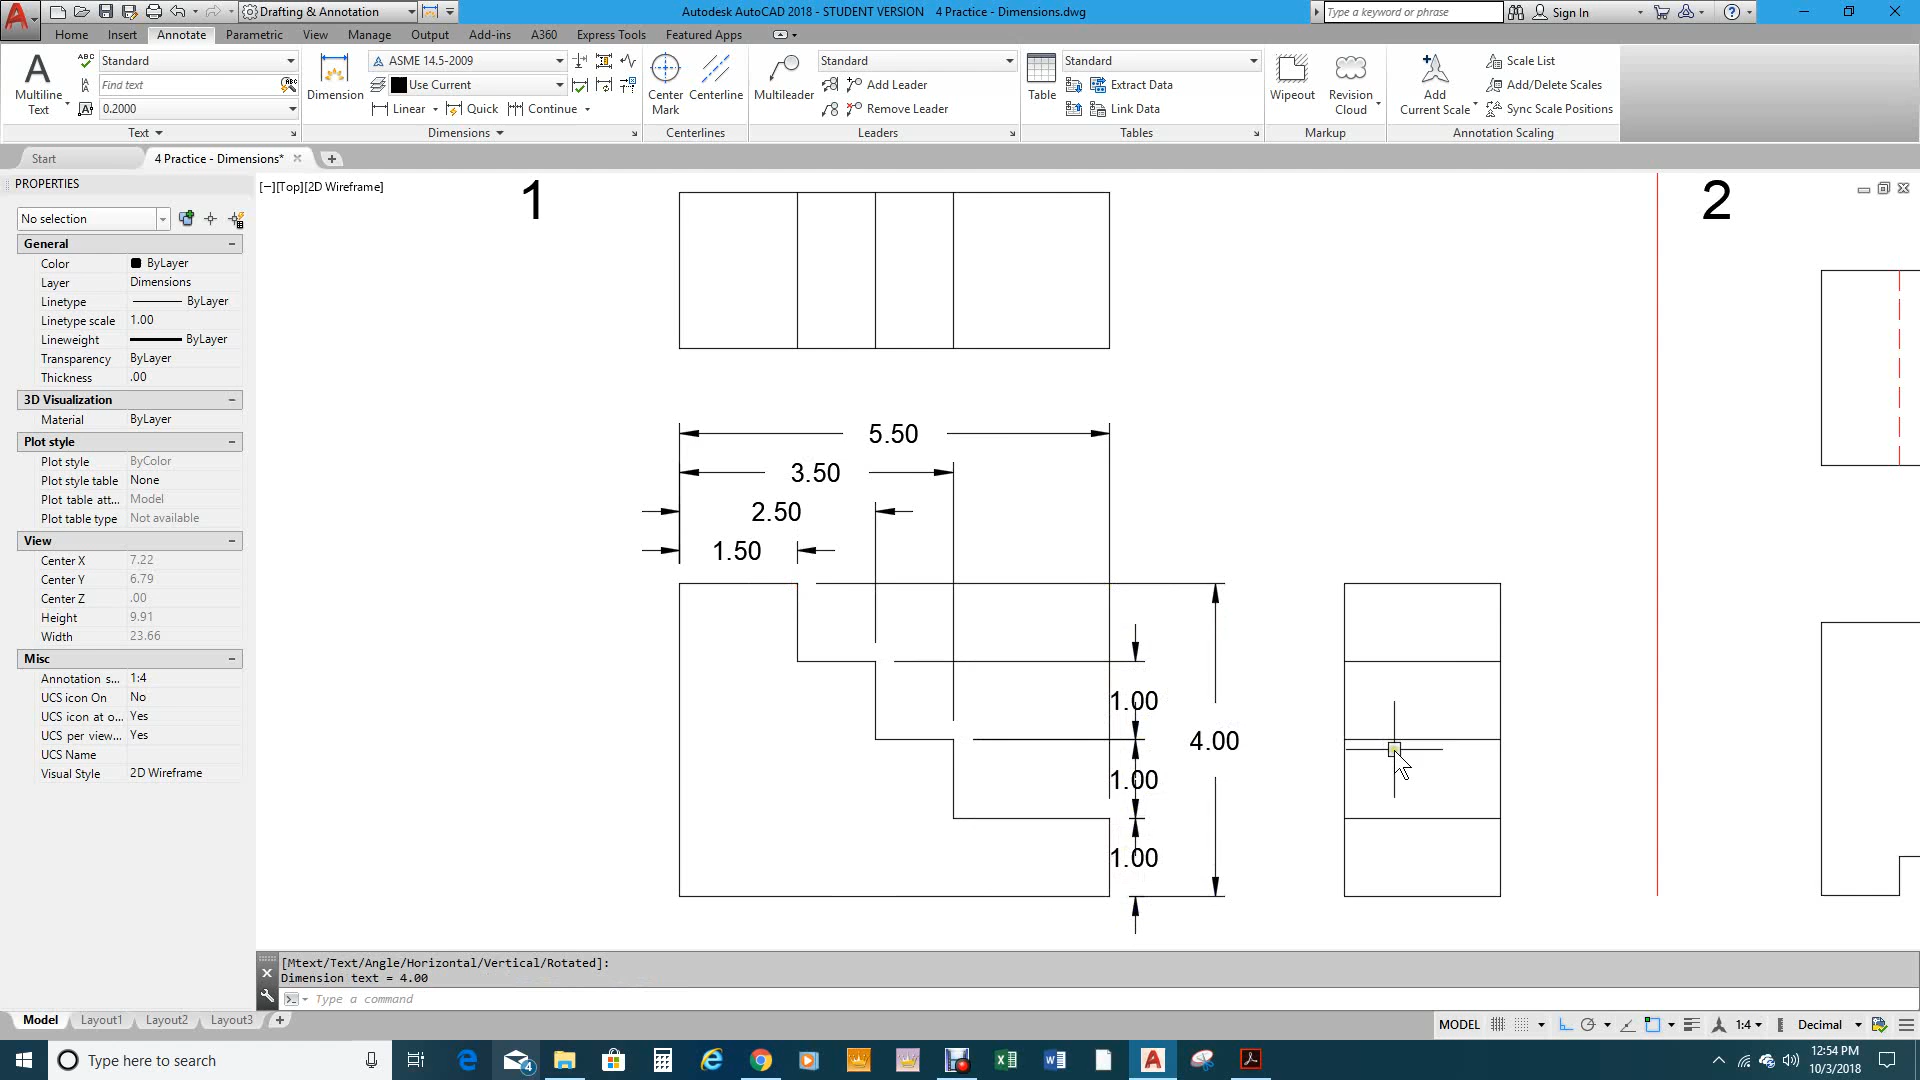 Drafting & Annotation
Autodesk AutoCAD 2018 - STUDENT VERSION    4 Practice - Dimensions.dwg
Type a keyword or phrase
Sign In
Home Insert Annotate Parametric View Manage Output Add-ins A360 Express Tools Featured Apps
Multiline Text
Standard
Find text
0.2000
Text
Dimension
ASME 14.5-2009
Use Current
Linear Quick Continue
Dimensions
Center Mark
Centerline
Centerlines
Multileader
Standard
Add Leader
Remove Leader
Leaders
Table
Standard
Extract Data
Link Data
Tables
Wipeout
Revision Cloud
Markup
Add Current Scale
Scale List
Add/Delete Scales
Sync Scale Positions
Annotation Scaling
Start
4 Practice - Dimensions*
PROPERTIES
No selection
General
Color ByLayer
Layer Dimensions
Linetype ByLayer
Linetype scale 1.00
Lineweight ByLayer
Transparency ByLayer
Thickness .00
3D Visualization
Material ByLayer
Plot style
Plot style ByColor
Plot style table None
Plot table att... Model
Plot table type Not available
View
Center X 7.22
Center Y 6.79
Center Z .00
Height 9.91
Width 23.66
Misc
Annotation s... 1:4
UCS icon On No
UCS icon at o... Yes
UCS per view... Yes
UCS Name
Visual Style 2D Wireframe
[−][Top][2D Wireframe]
1
2
5.50
3.50
2.50
1.50
1.00
4.00
1.00
1.00
[Mtext/Text/Angle/Horizontal/Vertical/Rotated]:
Dimension text = 4.00
Type a command
Model Layout1 Layout2 Layout3
MODEL
1:4
Decimal
Type here to search
4
12:54 PM
10/3/2018